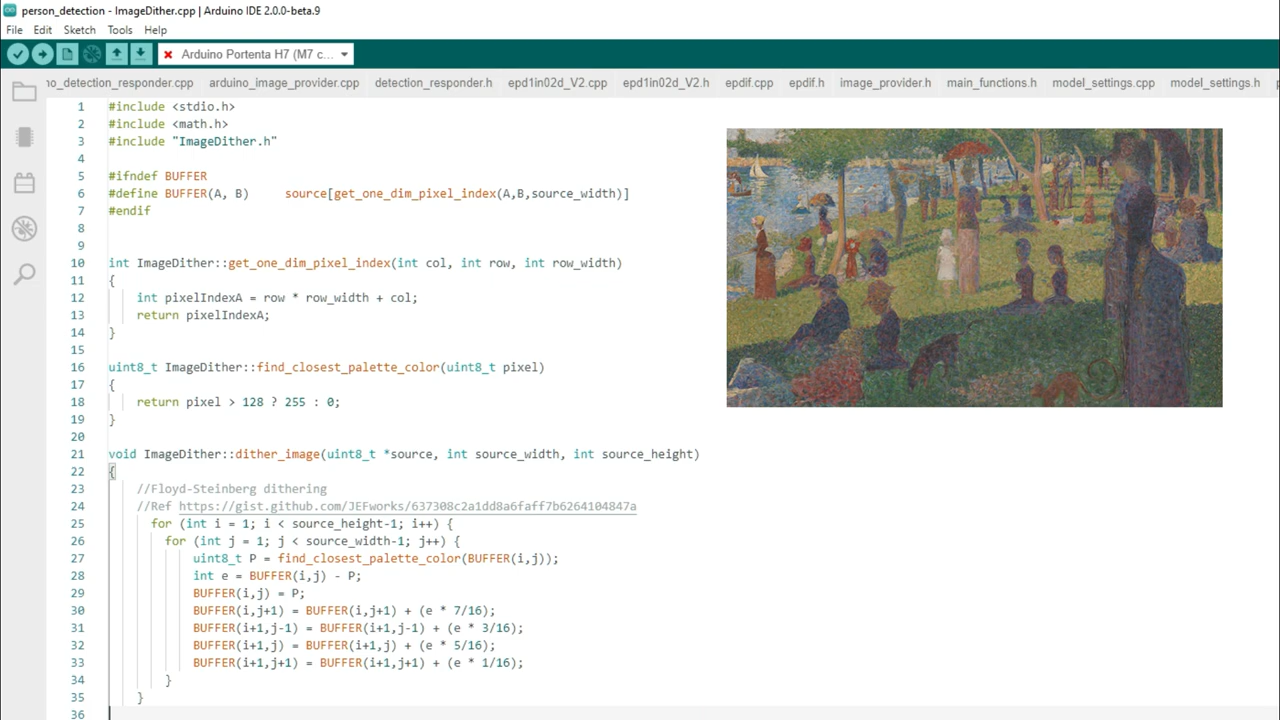 person_detection - ImageDither.cpp | Arduino IDE 2.0.0-beta.9
File Edit Sketch Tools Help
Arduino Portenta H7 (M7 c...
no_detection_responder.cpp arduino_image_provider.cpp detection_responder.h epd1in02d_V2.cpp epd1in02d_V2.h epdif.cpp epdif.h image_provider.h main_functions.h model_settings.cpp model_settings.h
1 #include <stdio.h>
2 #include <math.h>
3 #include "ImageDither.h"
4
5 #ifndef BUFFER
6 #define BUFFER(A, B) source[get_one_dim_pixel_index(A,B,source_width)]
7 #endif
8
9
10 int ImageDither::get_one_dim_pixel_index(int col, int row, int row_width)
11 {
12 int pixelIndexA = row * row_width + col;
13 return pixelIndexA;
14 }
15
16 uint8_t ImageDither::find_closest_palette_color(uint8_t pixel)
17 {
18 return pixel > 128 ? 255 : 0;
19 }
20
21 void ImageDither::dither_image(uint8_t *source, int source_width, int source_height)
22 {
23 //Floyd-Steinberg dithering
24 //Ref https://gist.github.com/JEFworks/637308c2a1dd8a6faff7b6264104847a
25 for (int i = 1; i < source_height-1; i++) {
26 for (int j = 1; j < source_width-1; j++) {
27 uint8_t P = find_closest_palette_color(BUFFER(i,j));
28 int e = BUFFER(i,j) - P;
29 BUFFER(i,j) = P;
30 BUFFER(i,j+1) = BUFFER(i,j+1) + (e * 7/16);
31 BUFFER(i+1,j-1) = BUFFER(i+1,j-1) + (e * 3/16);
32 BUFFER(i+1,j) = BUFFER(i+1,j) + (e * 5/16);
33 BUFFER(i+1,j+1) = BUFFER(i+1,j+1) + (e * 1/16);
34 }
35 }
36